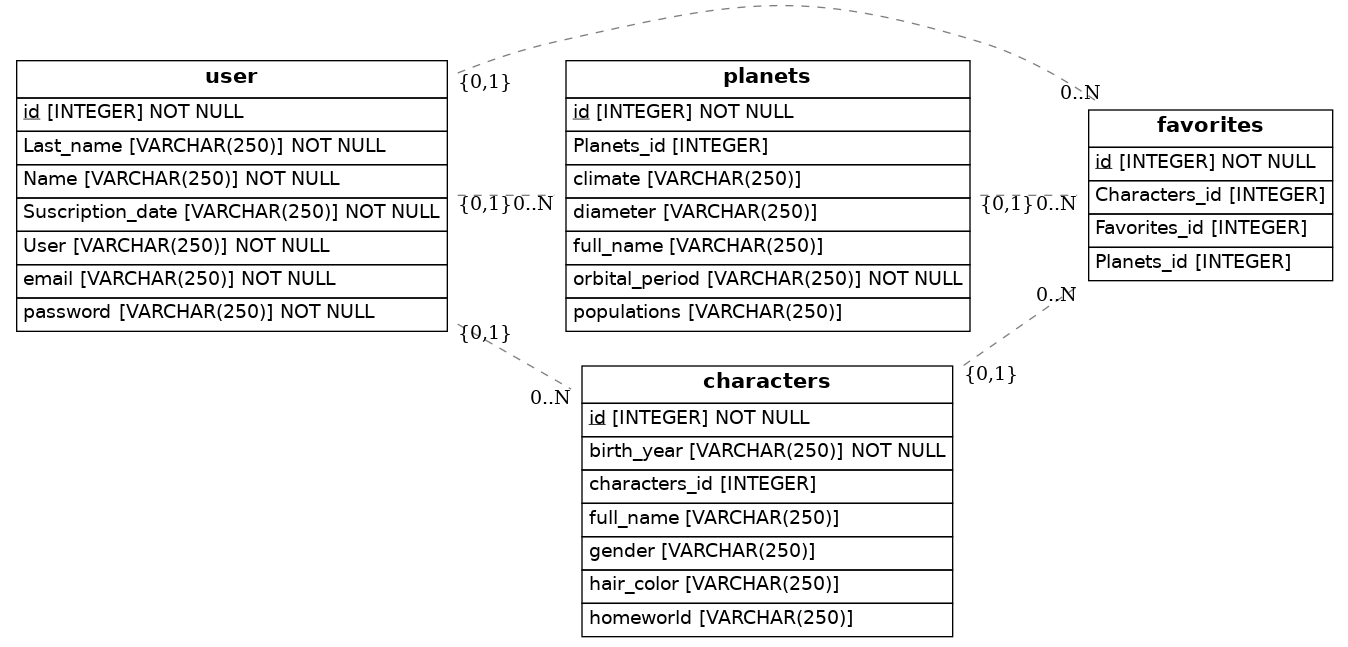 user
id [INTEGER] NOT NULL
Last_name [VARCHAR(250)] NOT NULL
Name [VARCHAR(250)] NOT NULL
Suscription_date [VARCHAR(250)] NOT NULL
User [VARCHAR(250)] NOT NULL
email [VARCHAR(250)] NOT NULL
password [VARCHAR(250)] NOT NULL
{0,1}
{0,1}
0..N
{0,1}
0..N
planets
id [INTEGER] NOT NULL
Planets_id [INTEGER]
climate [VARCHAR(250)]
diameter [VARCHAR(250)]
full_name [VARCHAR(250)]
orbital_period [VARCHAR(250)] NOT NULL
populations [VARCHAR(250)]
{0,1}
0..N
0..N
favorites
id [INTEGER] NOT NULL
Characters_id [INTEGER]
Favorites_id [INTEGER]
Planets_id [INTEGER]
0..N
{0,1}
characters
id [INTEGER] NOT NULL
birth_year [VARCHAR(250)] NOT NULL
characters_id [INTEGER]
full_name [VARCHAR(250)]
gender [VARCHAR(250)]
hair_color [VARCHAR(250)]
homeworld [VARCHAR(250)]